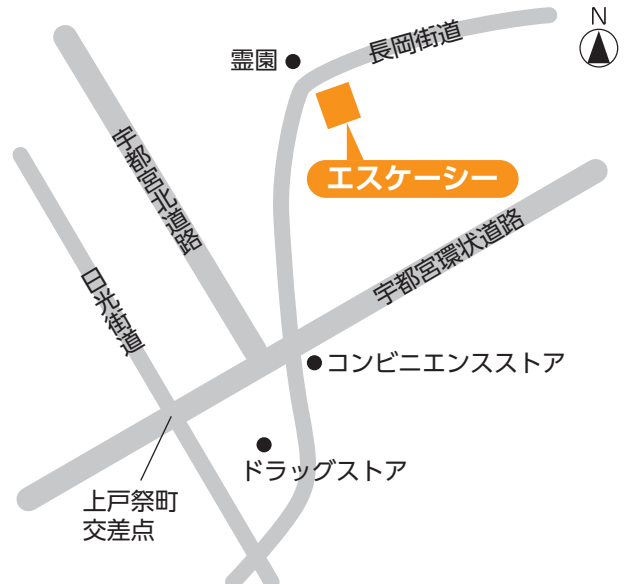 N
長岡街道
霊園
エスケーシー
宇都宮北道路
宇都宮環状道路
日光街道
コンビニエンスストア
ドラッグストア
上戸祭町
交差点